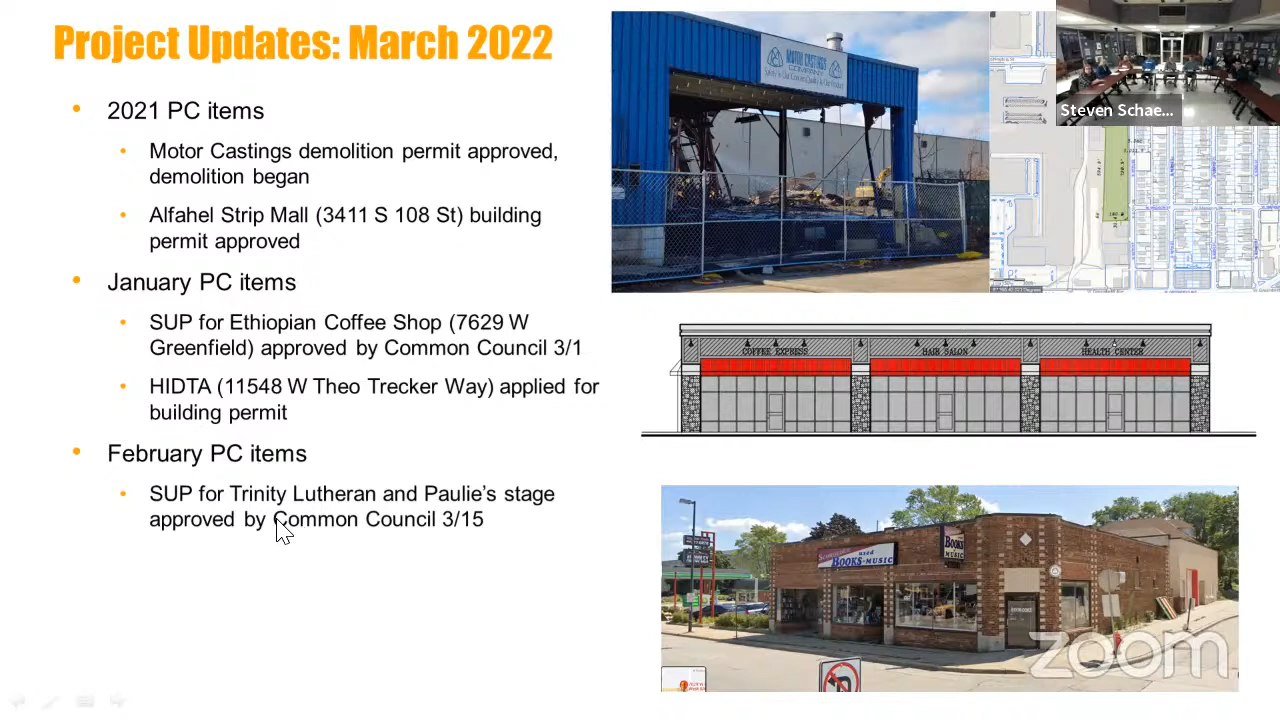 Project Updates: March 2022
2021 PC items
Motor Castings demolition permit approved,
demolition began
Alfahel Strip Mall (3411 S 108 St) building
permit approved
January PC items
SUP for Ethiopian Coffee Shop (7629 W
Greenfield) approved by Common Council 3/1
HIDTA (11548 W Theo Trecker Way) applied for
building permit
February PC items
SUP for Trinity Lutheran and Paulie's stage
approved by Common Council 3/15
MOTOR CASTINGS
COMPANY
Steven Schae...
COFFEE EXPRESS
HAIR SALON
HEALTH CENTER
used
BOOKS-MUSIC
BOOKS
MUSIC
zoom